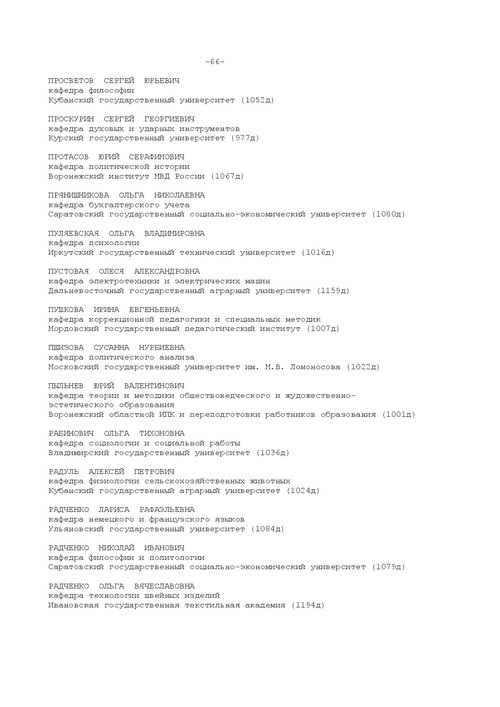 -66-
ПРОСВЕТОВ СЕРГЕЙ ЮРЬЕВИЧ
кафедра философии
Кубанский государственный университет (1052д)
ПРОСКУРИН СЕРГЕЙ ГЕОРГИЕВИЧ
кафедра духовых и ударных инструментов
Курский государственный университет (977д)
ПРОТАСОВ ЮРИЙ СЕРАФИМОВИЧ
кафедра политической истории
Воронежский институт МВД России (1067д)
ПРЯНИШНИКОВА ОЛЬГА НИКОЛАЕВНА
кафедра бухгалтерского учета
Саратовский государственный социально-экономический университет (1080д)
ПУЛЯЕВСКАЯ ОЛЬГА ВЛАДИМИРОВНА
кафедра психологии
Иркутский государственный технический университет (1016д)
ПУСТОВАЯ ОЛЕСЯ АЛЕКСАНДРОВНА
кафедра электротехники и электрических машин
Дальневосточный государственный аграрный университет (1159д)
ПУШКОВА ИРИНА ЕВГЕНЬЕВНА
кафедра коррекционной педагогики и специальных методик
Мордовский государственный педагогический институт (1007д)
ПШИЗОВА СУСАННА НУРБИЕВНА
кафедра политического анализа
Московский государственный университет им. М.В. Ломоносова (1022д)
ПЫЛЬНЕВ ЮРИЙ ВАЛЕНТИНОВИЧ
кафедра теории и методики обществоведческого и жудожественно-
эстетического образования
Воронежский областной ИПК и переподготовки работников образования (1001д)
РАБИНОВИЧ ОЛЬГА ТИХОНОВНА
кафедра социологии и социальной работы
Владимирский государственный университет (1036д)
РАДУЛЬ АЛЕКСЕЙ ПЕТРОВИЧ
кафедра физиологии сельскохозяйственных животных
Кубанский государственный аграрный университет (1024д)
РАДЧЕНКО ЛАРИСА РАФАЭЛЬЕВНА
кафедра немецкого и французского языков
Ульяновский государственный университет (1084д)
РАДЧЕНКО НИКОЛАЙ ИВАНОВИЧ
кафедра философии и политологии
Саратовский государственный социально-экономический университет (1079д)
РАДЧЕНКО ОЛЬГА ВЯЧЕСЛАВОВНА
кафедра технологии швейных изделий
Ивановская государственная текстильная академия (1194д)